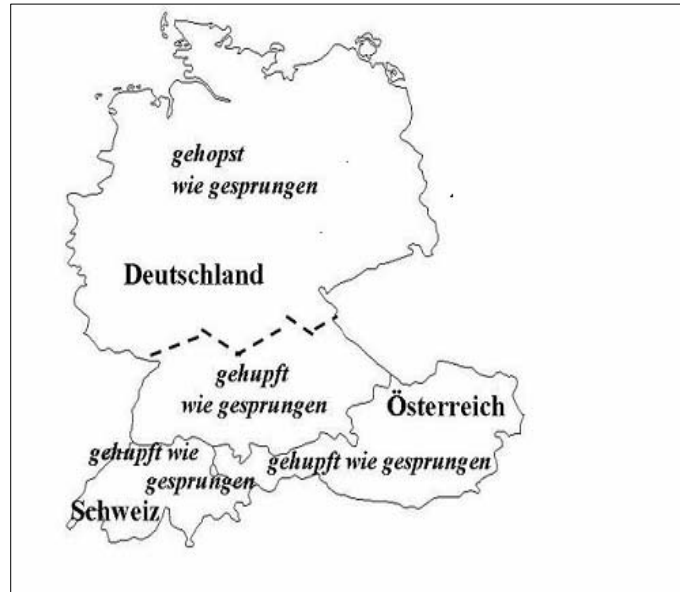 gehopst
wie gesprungen
Deutschland
gehupft
wie gesprungen
Österreich
gehupft wie
gesprungen
gehupft wie gesprungen
Schweiz